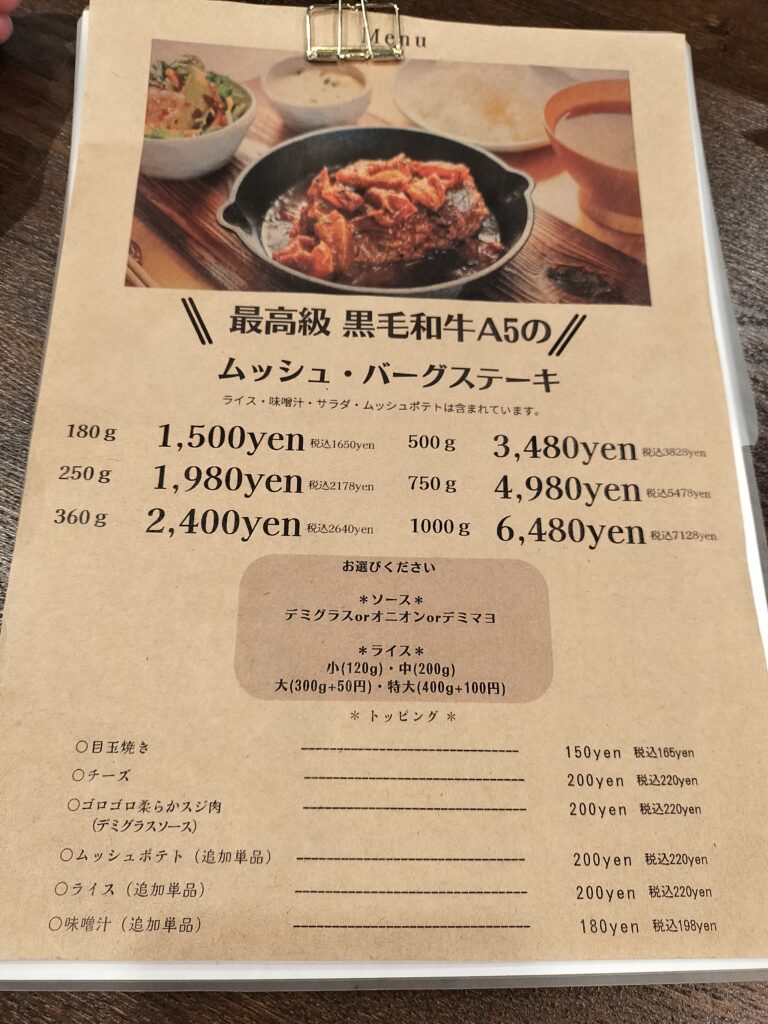 Menu
最高級 黒毛和牛A5の
ムッシュ・バーグステーキ
ライス・味噌汁・サラダ・ムッシュポテトは含まれています。
180g 1,500yen 税込1650yen 500g 3,480yen 税込3828yen
250g 1,980yen 税込2178yen 750g 4,980yen 税込5478yen
360g 2,400yen 税込2640yen 1000g 6,480yen 税込7128yen
お選びください
＊ソース＊
デミグラスorオニオンorデミマヨ
＊ライス＊
小(120g)・中(200g)
大(300g+50円)・特大(400g+100円)
＊ トッピング ＊
○目玉焼き ------------------------------ 150yen 税込165yen
○チーズ ------------------------------ 200yen 税込220yen
○ゴロゴロ柔らかスジ肉 ------------------------------ 200yen 税込220yen
(デミグラスソース)
○ムッシュポテト（追加単品） ------------------------------ 200yen 税込220yen
○ライス（追加単品） ------------------------------ 200yen 税込220yen
○味噌汁（追加単品） ------------------------------ 180yen 税込198yen